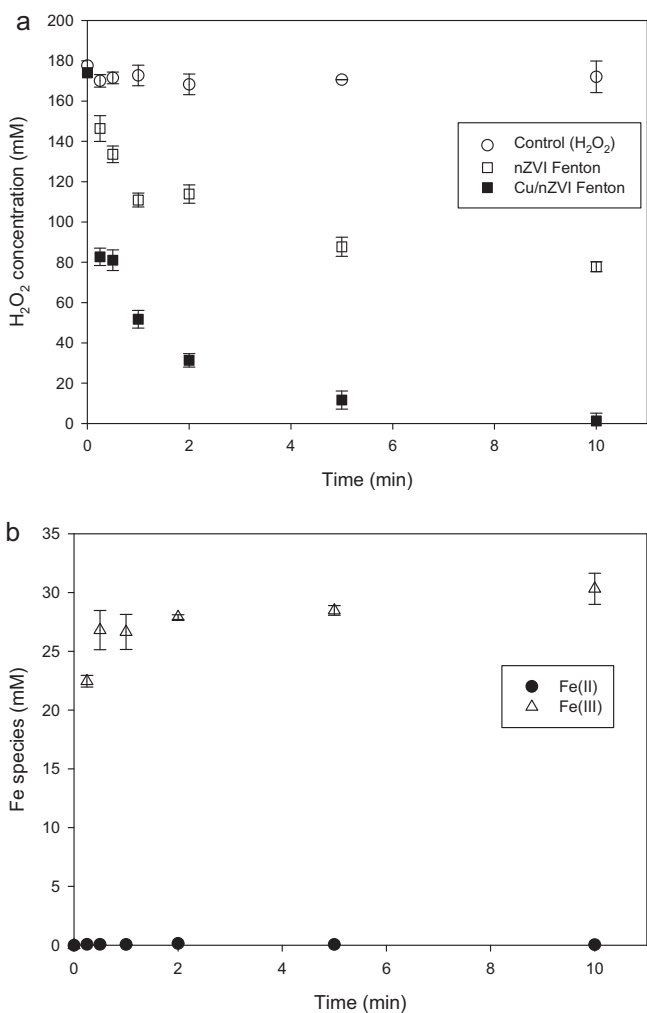 a
200
180
160
140
120
100
80
60
40
20
0
H₂O₂ concentration (mM)
Control (H₂O₂)
nZVI Fenton
Cu/nZVI Fenton
0 2 4 6 8 10
Time (min)
b
35
30
25
20
15
10
5
0
Fe species (mM)
Fe(II)
Fe(III)
0 2 4 6 8 10
Time (min)